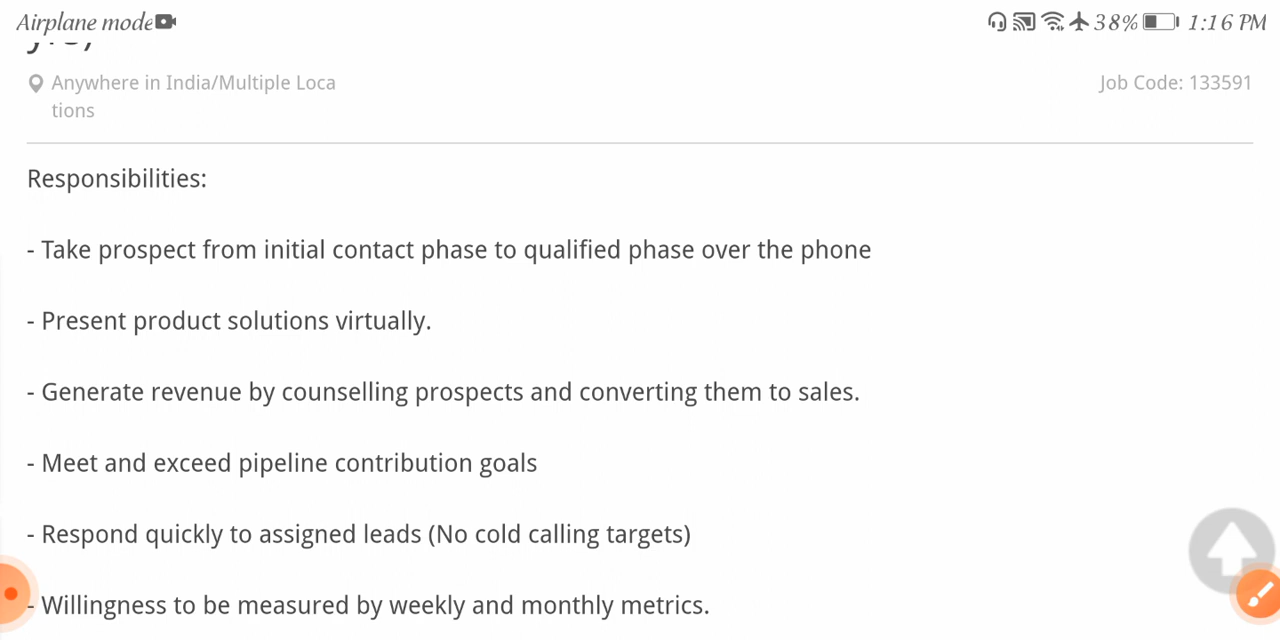 Airplane mode 38% 1:16 PM
yrs)
Anywhere in India/Multiple Loca
tions
Job Code: 133591
Responsibilities:
- Take prospect from initial contact phase to qualified phase over the phone
- Present product solutions virtually.
- Generate revenue by counselling prospects and converting them to sales.
- Meet and exceed pipeline contribution goals
- Respond quickly to assigned leads (No cold calling targets)
- Willingness to be measured by weekly and monthly metrics.